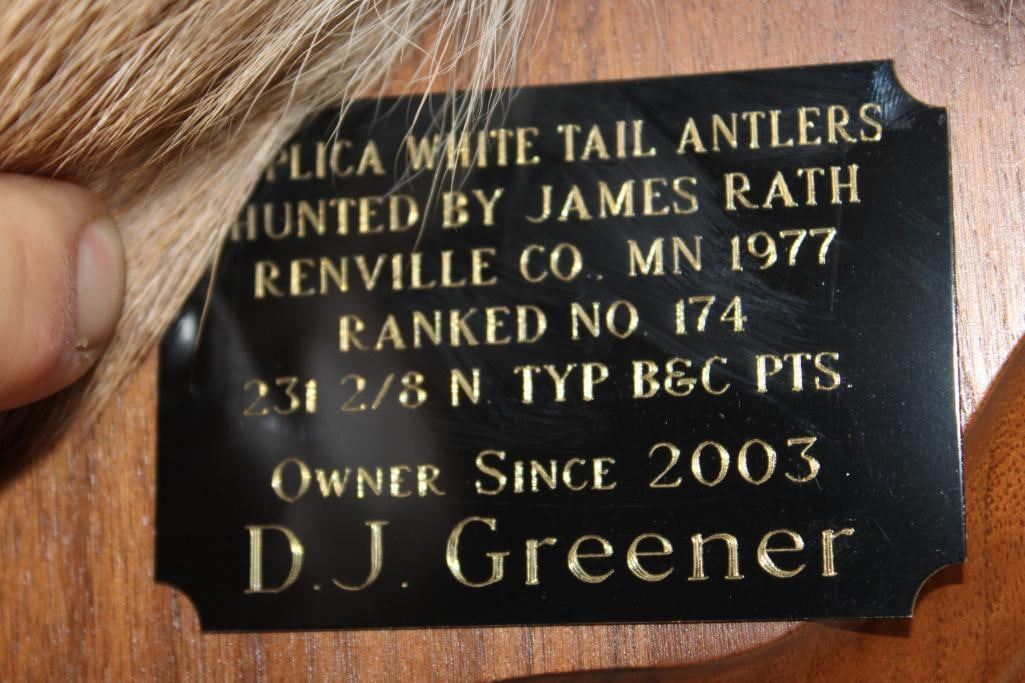 PLICA WHITE TAIL ANTLERS
HUNTED BY JAMES RATH
RENVILLE CO. MN 1977
RANKED NO. 174
231 2/8 N TYP B&C PTS.
OWNER SINCE 2003
D.J. Greener